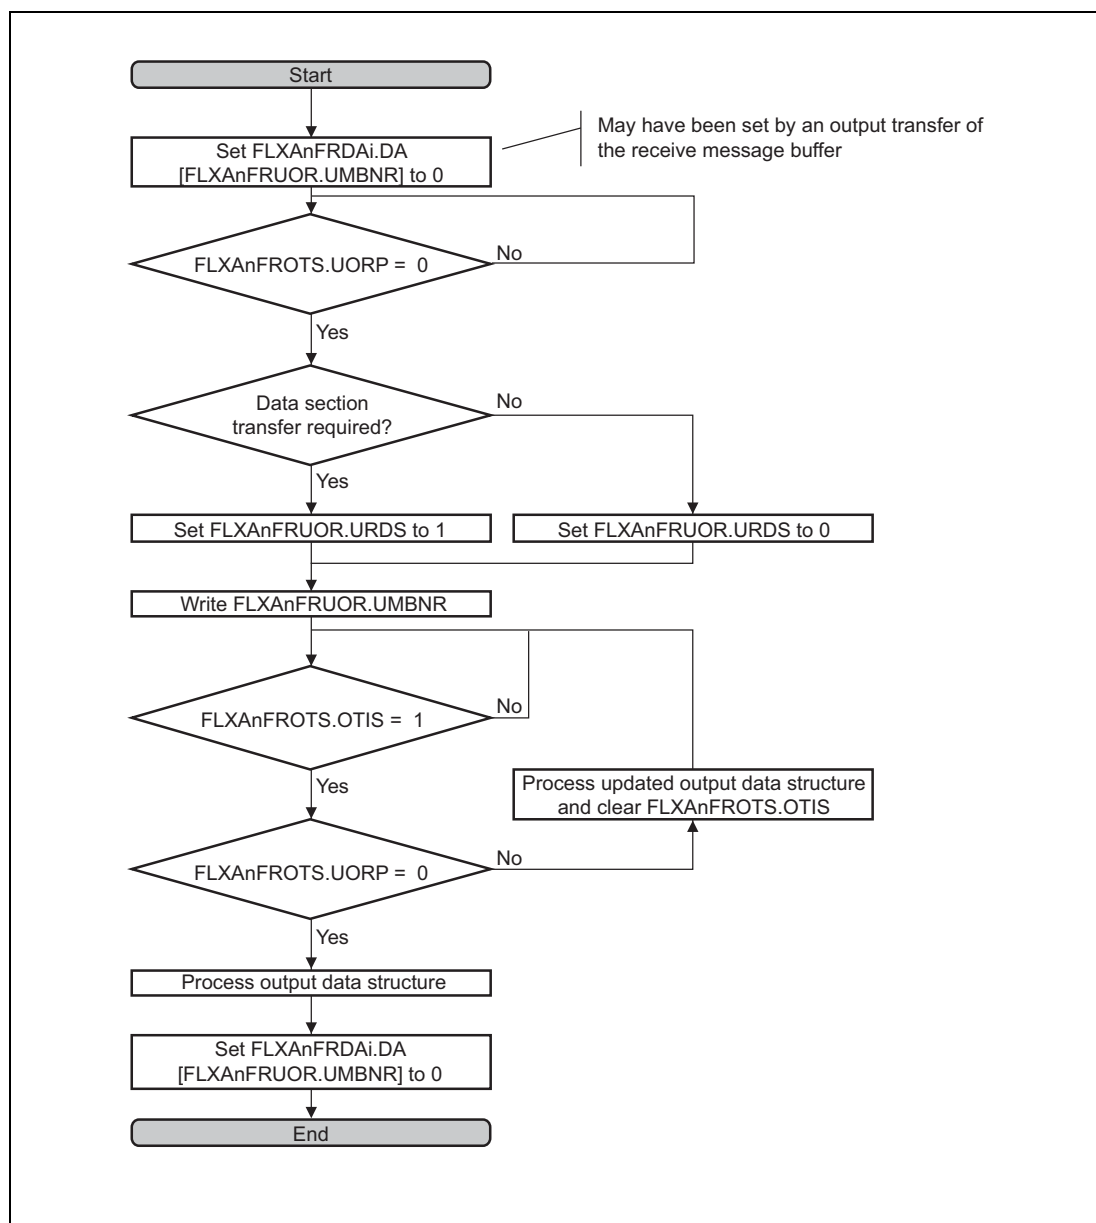 Start
May have been set by an output transfer of
the receive message buffer
Set FLXAnFRDAi.DA
[FLXAnFRUOR.UMBNR] to 0
No
FLXAnFROTS.UORP = 0
Yes
Data section
transfer required?
No
Yes
Set FLXAnFRUOR.URDS to 1
Set FLXAnFRUOR.URDS to 0
Write FLXAnFRUOR.UMBNR
FLXAnFROTS.OTIS = 1
No
Yes
Process updated output data structure
and clear FLXAnFROTS.OTIS
FLXAnFROTS.UORP = 0
No
Yes
Process output data structure
Set FLXAnFRDAi.DA
[FLXAnFRUOR.UMBNR] to 0
End